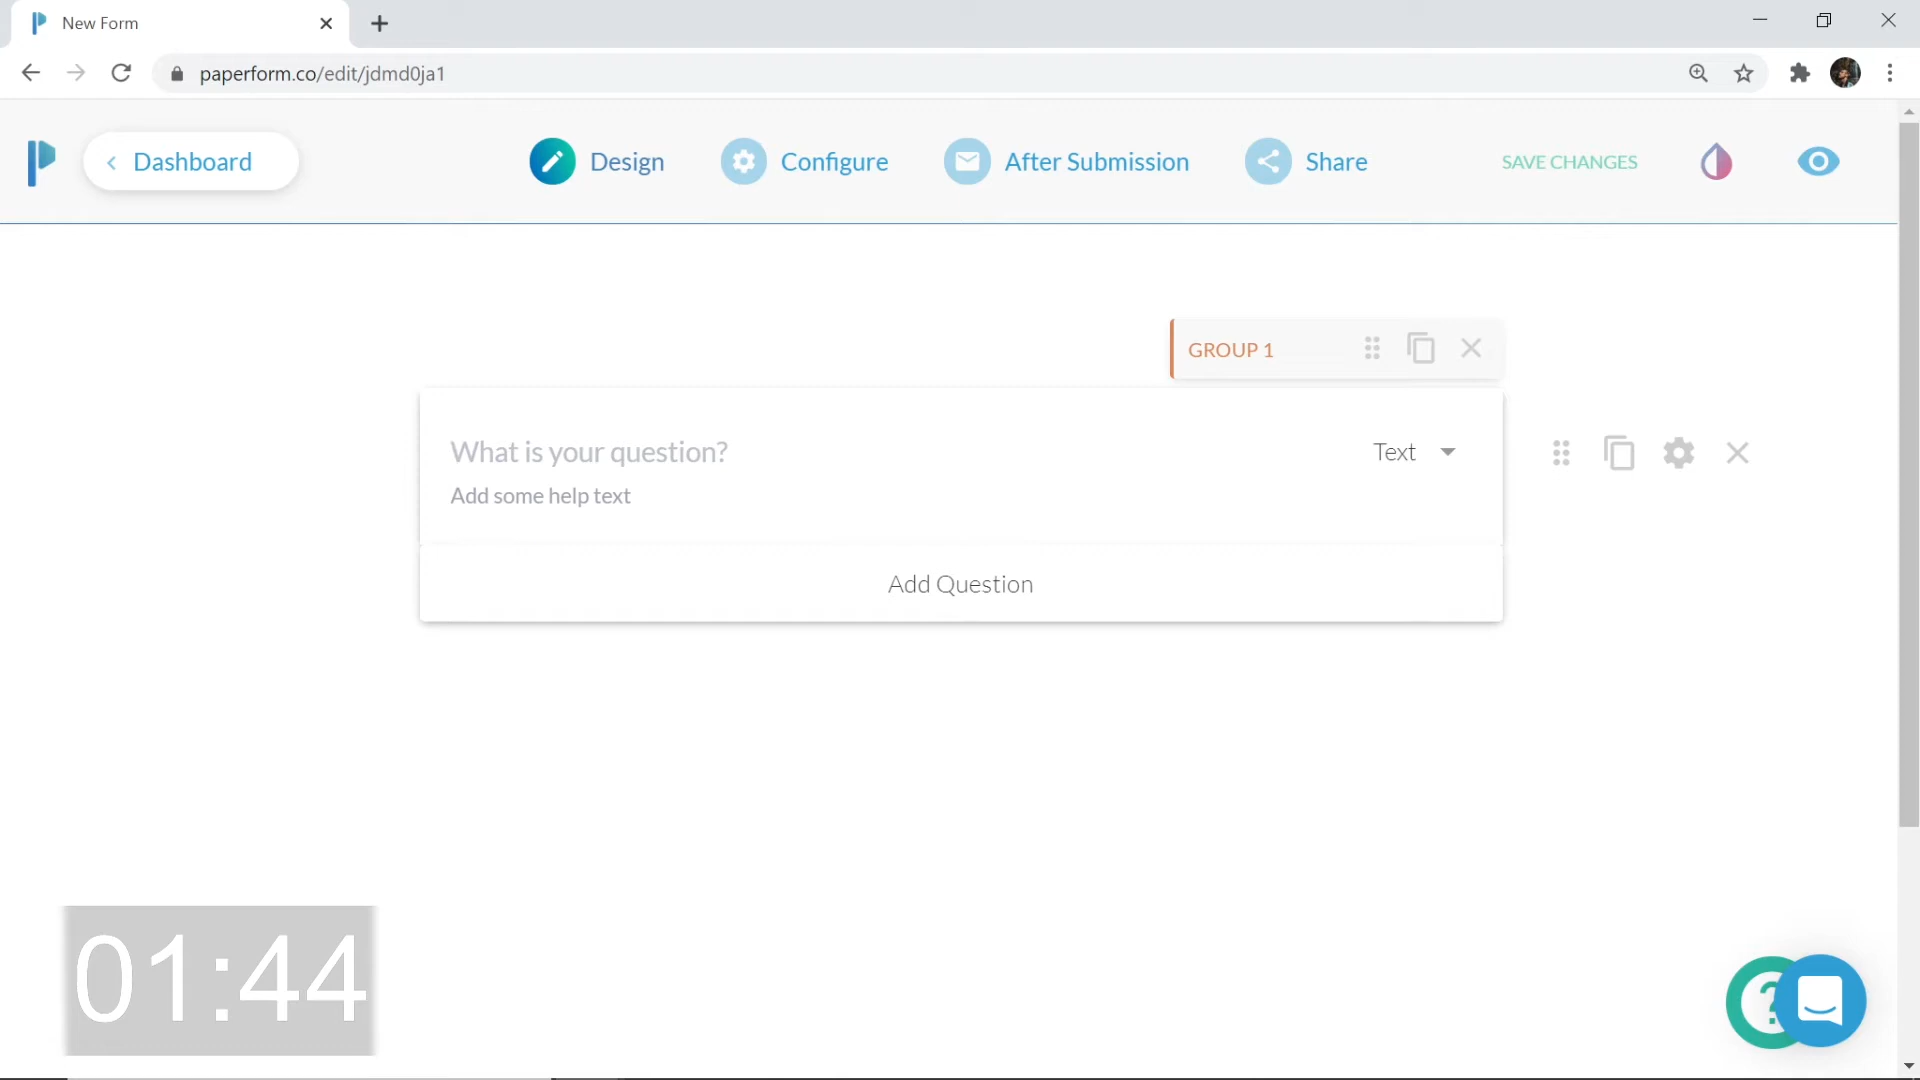 New Form
paperform.co/edit/jdmd0ja1
Dashboard
Design
Configure
After Submission
Share
SAVE CHANGES
GROUP 1
What is your question?
Text
Add some help text
Add Question
01:44
?